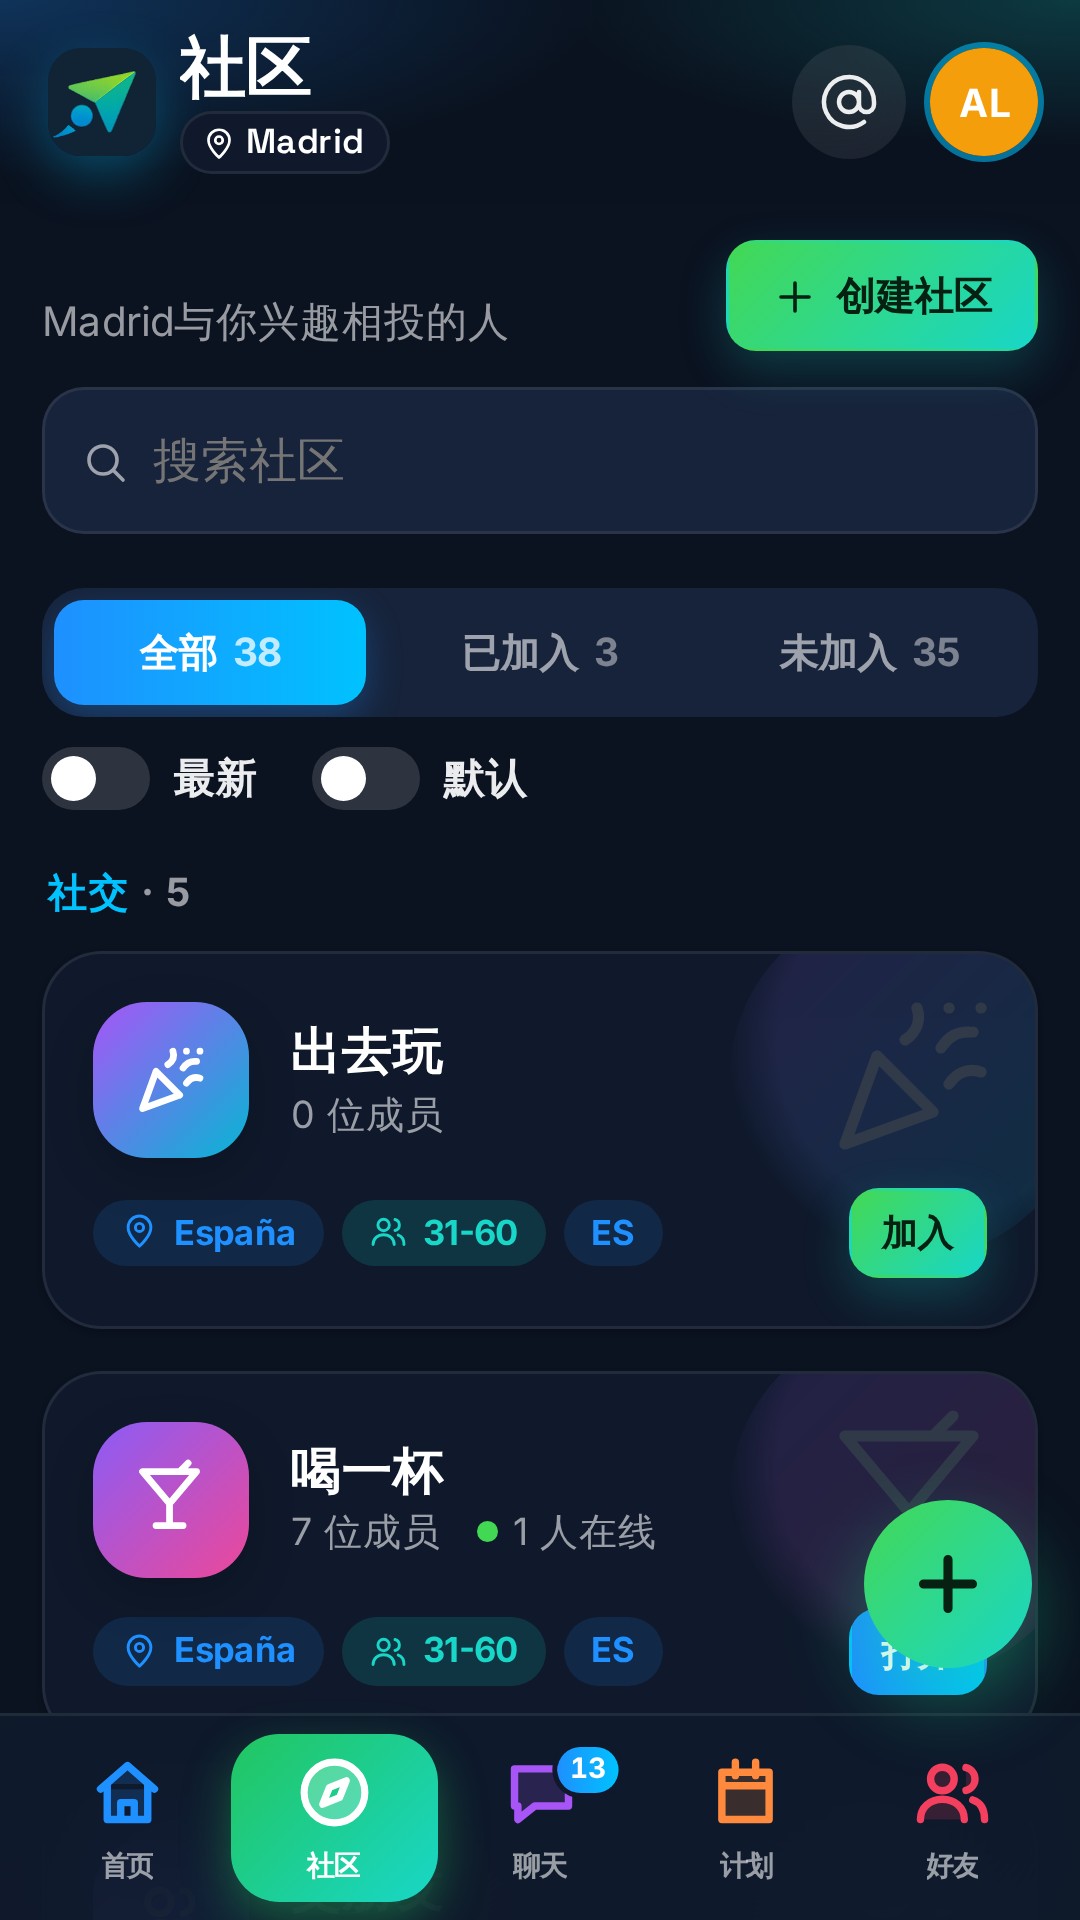 社区
Madrid
@
AL
Madrid与你兴趣相投的人
+ 创建社区
搜索社区
全部 38
已加入 3
未加入 35
最新
默认
社交 · 5
出去玩
0 位成员
España
31-60
ES
加入
喝一杯
7 位成员
1 人在线
España
31-60
ES
13
首页
社区
聊天
计划
好友